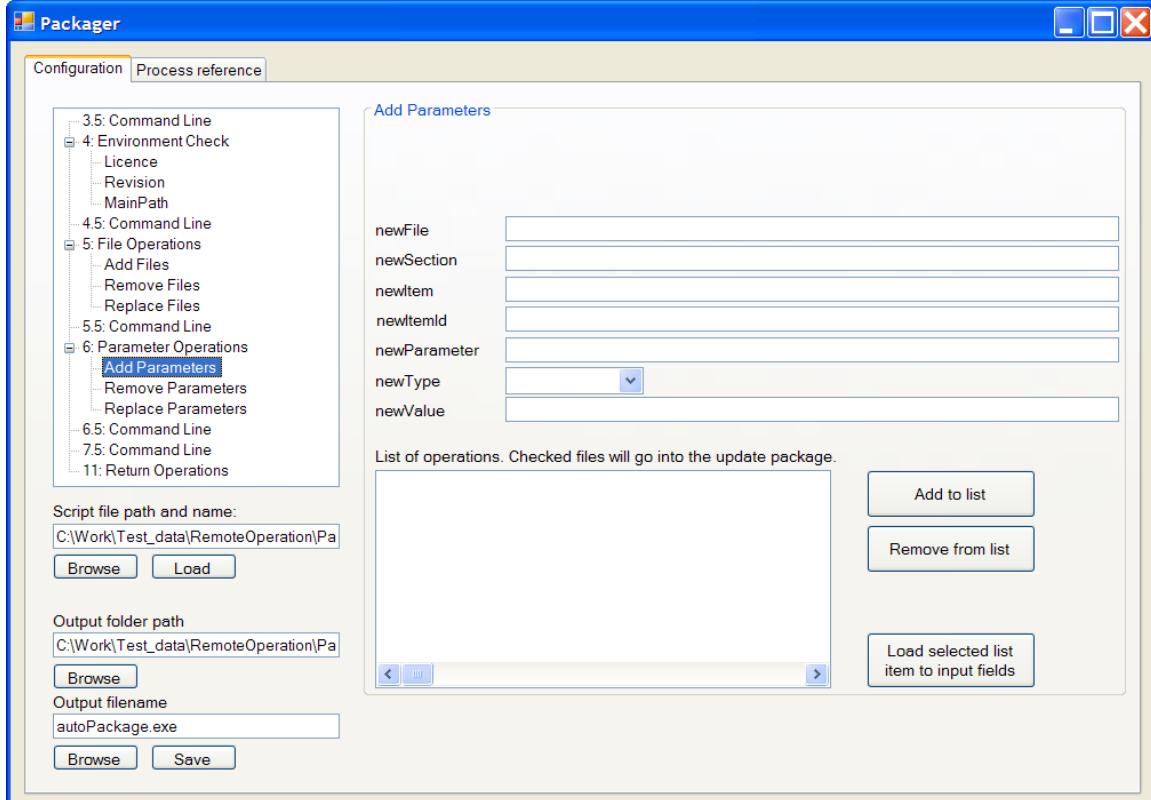 Packager
Configuration
Process reference
3.5: Command Line
4: Environment Check
Licence
Revision
MainPath
4.5: Command Line
5: File Operations
Add Files
Remove Files
Replace Files
5.5: Command Line
6: Parameter Operations
Add Parameters
Remove Parameters
Replace Parameters
6.5: Command Line
7.5: Command Line
11: Return Operations
Script file path and name:
C:\Work\Test_data\RemoteOperation\Pa
Browse
Load
Output folder path
C:\Work\Test_data\RemoteOperation\Pa
Browse
Output filename
autoPackage.exe
Browse
Save
Add Parameters
newFile
newSection
newItem
newItemId
newParameter
newType
newValue
List of operations. Checked files will go into the update package.
Add to list
Remove from list
Load selected list
item to input fields